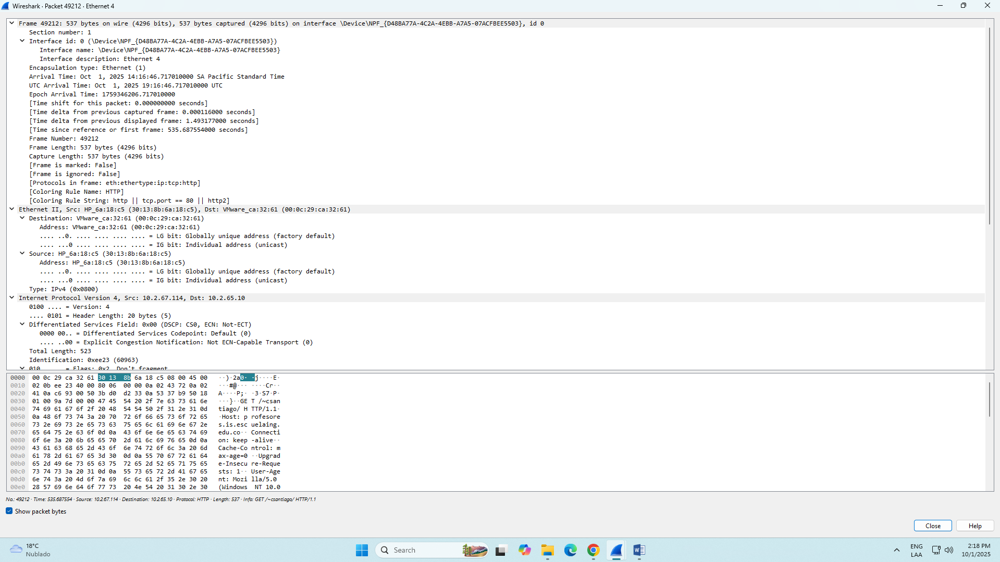 Wireshark · Packet 49212 · Ethernet 4
Frame 49212: 537 bytes on wire (4296 bits), 537 bytes captured (4296 bits) on interface \Device\NPF_{D48BA77A-4C2A-4EBB-A7A5-07ACFBEE5503}, id 0
Section number: 1
Interface id: 0 (\Device\NPF_{D48BA77A-4C2A-4EBB-A7A5-07ACFBEE5503})
Interface name: \Device\NPF_{D48BA77A-4C2A-4EBB-A7A5-07ACFBEE5503}
Interface description: Ethernet 4
Encapsulation type: Ethernet (1)
Arrival Time: Oct  1, 2025 14:16:46.717010000 SA Pacific Standard Time
UTC Arrival Time: Oct  1, 2025 19:16:46.717010000 UTC
Epoch Arrival Time: 1759346206.717010000
[Time shift for this packet: 0.000000000 seconds]
[Time delta from previous captured frame: 0.000116000 seconds]
[Time delta from previous displayed frame: 1.493177000 seconds]
[Time since reference or first frame: 535.687554000 seconds]
Frame Number: 49212
Frame Length: 537 bytes (4296 bits)
Capture Length: 537 bytes (4296 bits)
[Frame is marked: False]
[Frame is ignored: False]
[Protocols in frame: eth:ethertype:ip:tcp:http]
[Coloring Rule Name: HTTP]
[Coloring Rule String: http || tcp.port == 80 || http2]
Ethernet II, Src: HP_6a:18:c5 (30:13:8b:6a:18:c5), Dst: VMware_ca:32:61 (00:0c:29:ca:32:61)
Destination: VMware_ca:32:61 (00:0c:29:ca:32:61)
Address: VMware_ca:32:61 (00:0c:29:ca:32:61)
.... ..0. .... .... .... .... = LG bit: Globally unique address (factory default)
.... ...0 .... .... .... .... = IG bit: Individual address (unicast)
Source: HP_6a:18:c5 (30:13:8b:6a:18:c5)
Address: HP_6a:18:c5 (30:13:8b:6a:18:c5)
.... ..0. .... .... .... .... = LG bit: Globally unique address (factory default)
.... ...0 .... .... .... .... = IG bit: Individual address (unicast)
Type: IPv4 (0x0800)
Internet Protocol Version 4, Src: 10.2.67.114, Dst: 10.2.65.10
0100 .... = Version: 4
.... 0101 = Header Length: 20 bytes (5)
Differentiated Services Field: 0x00 (DSCP: CS0, ECN: Not-ECT)
0000 00.. = Differentiated Services Codepoint: Default (0)
.... ..00 = Explicit Congestion Notification: Not ECN-Capable Transport (0)
Total Length: 523
Identification: 0xee23 (60963)
010. .... = Flags: 0x2, Don't fragment
0000 00 0c 29 ca 32 61 30 13 8b 6a 18 c5 08 00 45 00 ··)·2a0· ·j····E·
0010 02 0b ee 23 40 00 80 06 00 00 0a 02 43 72 0a 02 ···#@··· ····Cr··
0020 41 0a c6 93 00 50 3b d0 d2 33 0a 53 37 b9 50 18 A····P;· ·3·S7·P·
0030 01 00 9a 7d 00 00 47 45 54 20 2f 7e 63 73 61 6e ···}··GE T /~csan
0040 74 69 61 67 6f 2f 20 48 54 54 50 2f 31 2e 31 0d tiago/ H TTP/1.1·
0050 0a 48 6f 73 74 3a 20 70 72 6f 66 65 73 6f 72 65 ·Host: p rofesore
0060 73 2e 69 73 2e 65 73 63 75 65 6c 61 69 6e 67 2e s.is.esc uelaing.
0070 65 64 75 2e 63 6f 0d 0a 43 6f 6e 6e 65 63 74 69 edu.co·· Connecti
0080 6f 6e 3a 20 6b 65 65 70 2d 61 6c 69 76 65 0d 0a on: keep -alive··
0090 43 61 63 68 65 2d 43 6f 6e 74 72 6f 6c 3a 20 6d Cache-Co ntrol: m
00a0 61 78 2d 61 67 65 3d 30 0d 0a 55 70 67 72 61 64 ax-age=0 ··Upgrad
00b0 65 2d 49 6e 73 65 63 75 72 65 2d 52 65 71 75 65 e-Insecu re-Reque
00c0 73 74 73 3a 20 31 0d 0a 55 73 65 72 2d 41 67 65 sts: 1·· User-Age
00d0 6e 74 3a 20 4d 6f 7a 69 6c 6c 61 2f 35 2e 30 20 nt: Mozi lla/5.0
00e0 28 57 69 6e 64 6f 77 73 20 4e 54 20 31 30 2e 30 (Windows NT 10.0
No.: 49212 · Time: 535.687554 · Source: 10.2.67.114 · Destination: 10.2.65.10 · Protocol: HTTP · Length: 537 · Info: GET /~csantiago/ HTTP/1.1
Show packet bytes
Close
Help
18°C
Nublado
Search
ENG
LAA
2:18 PM
10/1/2025